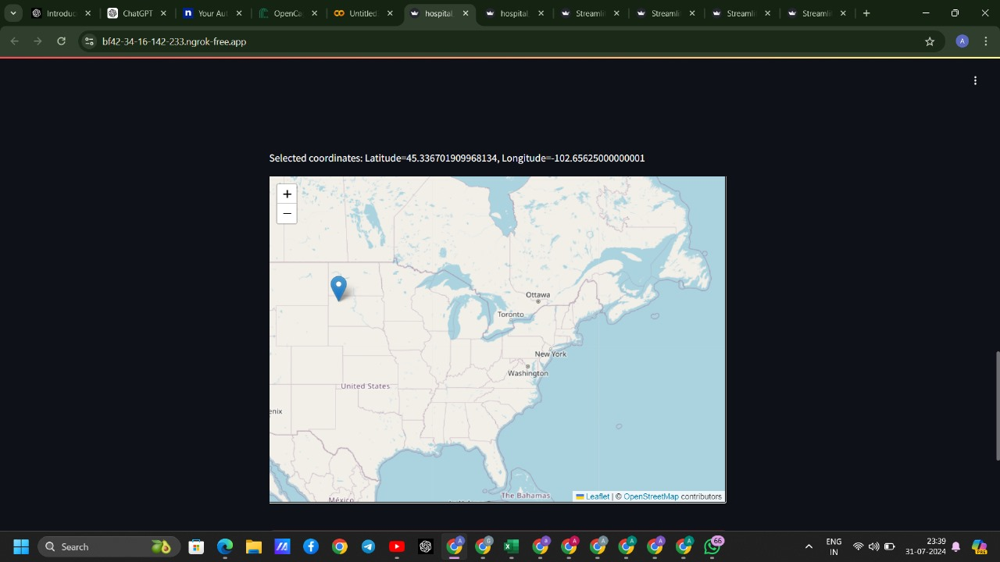 Introduc
ChatGPT
Your Aut
OpenCa
Untitled
hospital
hospital
Streamli
Streamli
Streamli
Streamli
bf42-34-16-142-233.ngrok-free.app
A
Selected coordinates: Latitude=45.336701909968134, Longitude=-102.65625000000001
+
−
Ottawa
Toronto
New York
Washington
United States
enix
México
The Bahamas
Leaflet | © OpenStreetMap contributors
Search
66
ENG
IN
23:39
31-07-2024